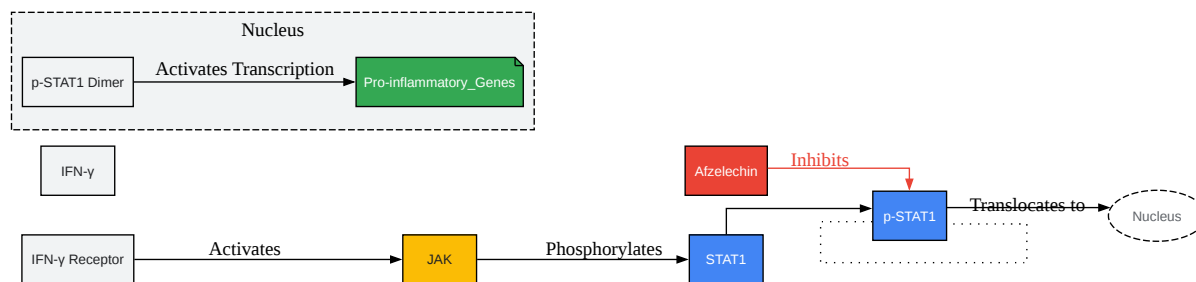 Nucleus
p-STAT1 Dimer
Activates Transcription
Pro-inflammatory_Genes
IFN-γ
Afzelechin
Inhibits
p-STAT1
Translocates to
Nucleus
IFN-γ Receptor
Activates
JAK
Phosphorylates
STAT1